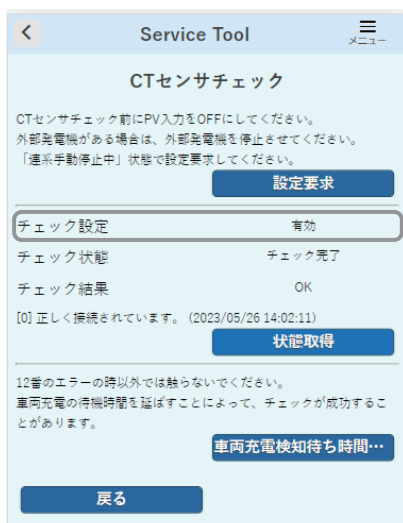 Service Tool
メニュー
CTセンサチェック
CTセンサチェック前にPV入力をOFFにしてください。
外部発電機がある場合は、外部発電機を停止させてください。
「連系手動停止中」状態で設定要求してください。
設定要求
チェック設定 有効
チェック状態 チェック完了
チェック結果 OK
[0] 正しく接続されています。 (2023/05/26 14:02:11)
状態取得
12番のエラーの時以外では触らないでください。
車両充電の待機時間を延ばすことによって、チェックが成功するこ
とがあります。
車両充電検知待ち時間…
戻る